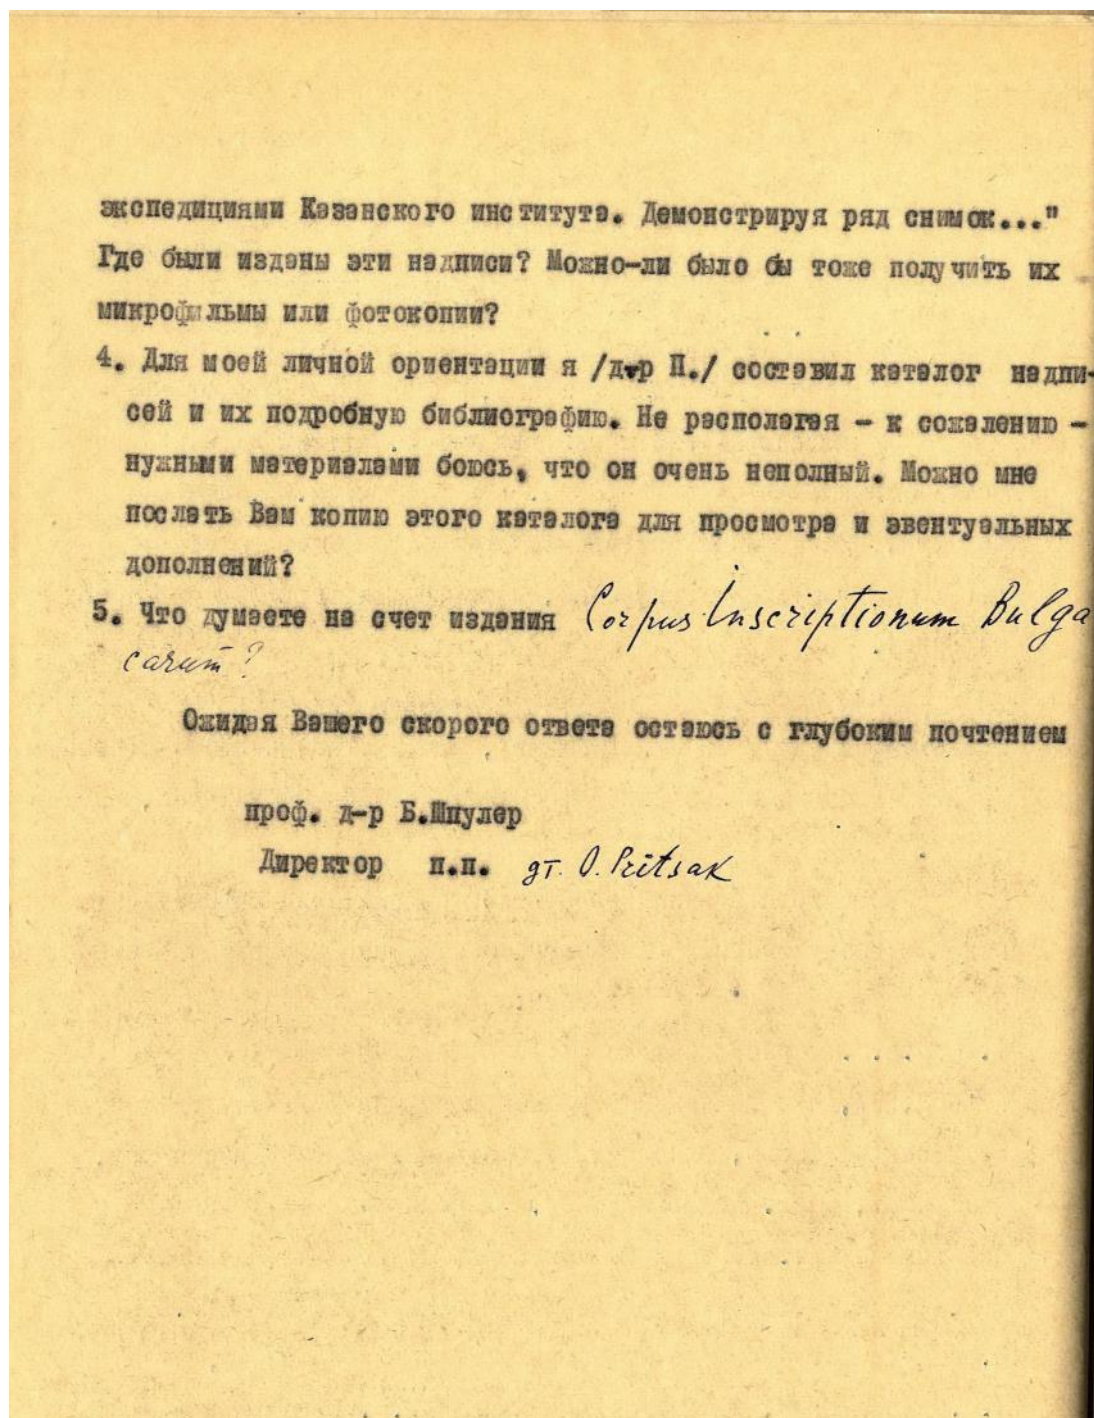 экспедициями Казанского института. Демонстрируя ряд снимок..."
Где были изданы эти надписи? Можно-ли было бы тоже получить их
микрофильмы или фотокопии?
4. Для моей личной ориентации я /д-р П./ составил каталог надпи-
сей и их подробную библиографию. Не располагая - к сожалению -
нужными материалами боюсь, что он очень неполный. Можно мне
послать Вам копию этого каталога для просмотра и эвентуальных
дополнений?
5. Что думаете на счет издания Corpus Inscriptionum Bulga
carum?
Ожидая Вашего скорого ответа остаюсь с глубоким почтением
проф. д-р Б.Шпулер
Директор п.п. дr. O. Pritsak